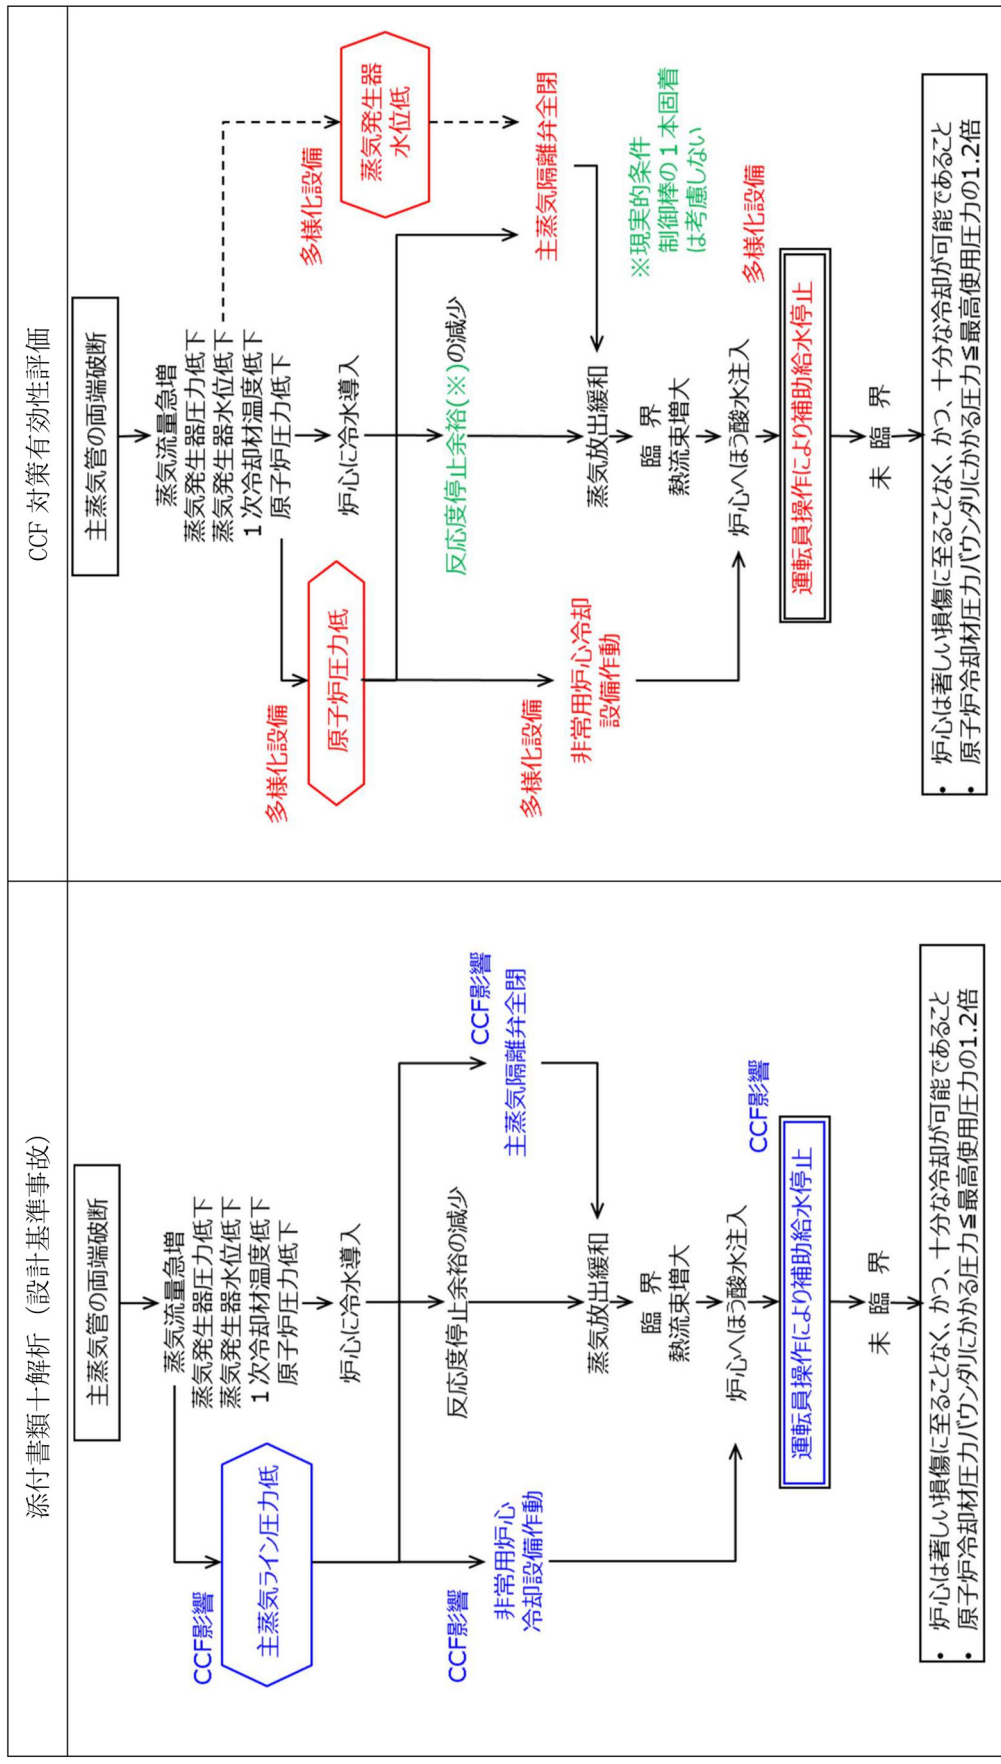 添付書類十解析（設計基準事故）
主蒸気管の両端破断
蒸気流量急増
蒸気発生器圧力低下
蒸気発生器水位低下
１次冷却材温度低下
原子炉圧力低下
CCF影響
主蒸気ライン圧力低
炉心に冷水導入
反応度停止余裕の減少
CCF影響
主蒸気隔離弁全閉
CCF影響
非常用炉心
冷却設備作動
蒸気放出緩和
臨　界
熱流束増大
炉心へほう酸水注入
CCF影響
運転員操作により補助給水停止
未　臨　界
• 炉心は著しい損傷に至ることなく、かつ、十分な冷却が可能であること
• 原子炉冷却材圧力バウンダリにかかる圧力≦最高使用圧力の1.2倍
CCF 対策有効性評価
主蒸気管の両端破断
蒸気流量急増
蒸気発生器圧力低下
蒸気発生器水位低下
１次冷却材温度低下
原子炉圧力低下
多様化設備
原子炉圧力低
多様化設備
蒸気発生器
水位低
炉心に冷水導入
反応度停止余裕(※)の減少
主蒸気隔離弁全閉
多様化設備
非常用炉心冷却
設備作動
蒸気放出緩和
※現実的条件
制御棒の１本固着
は考慮しない
臨　界
熱流束増大
炉心へほう酸水注入
多様化設備
運転員操作により補助給水停止
未　臨　界
• 炉心は著しい損傷に至ることなく、かつ、十分な冷却が可能であること
• 原子炉冷却材圧力バウンダリにかかる圧力≦最高使用圧力の1.2倍